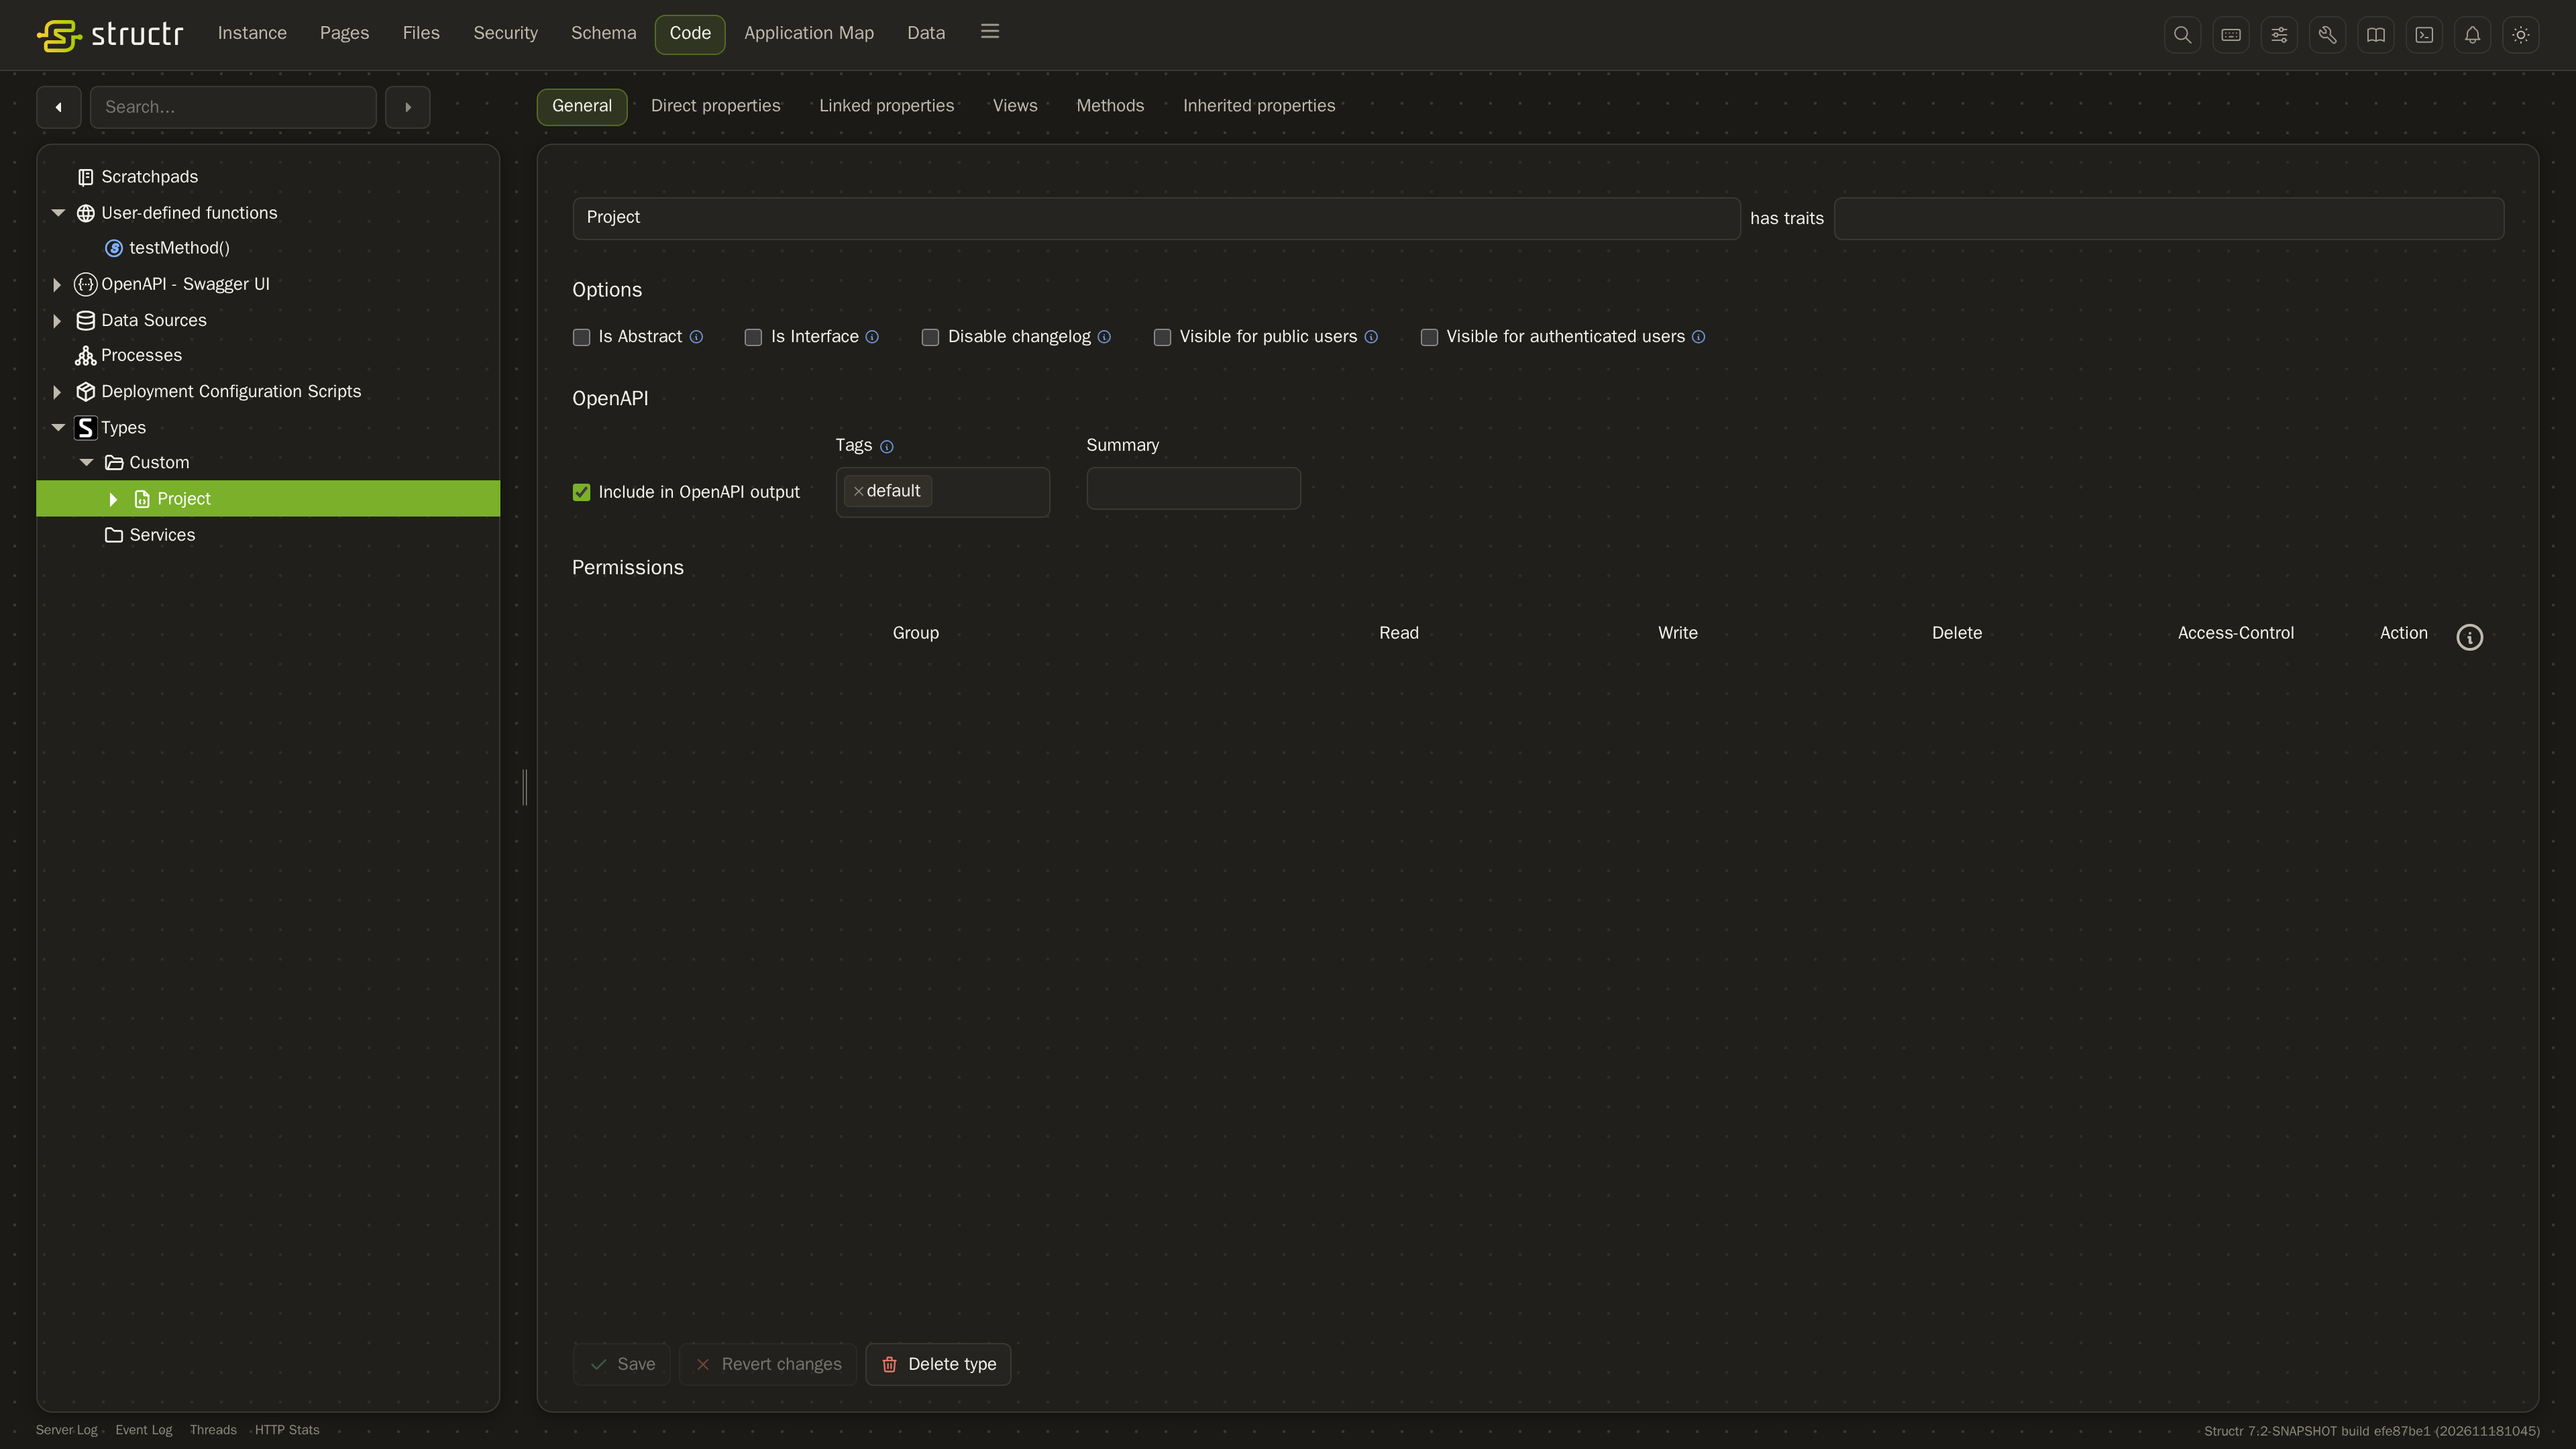 structr Instance Pages Files Security Schema Code Application Map Data
Search...
General Direct properties Linked properties Views Methods Inherited properties
Scratchpads
User-defined functions
testMethod()
OpenAPI - Swagger UI
Data Sources
Processes
Deployment Configuration Scripts
Types
Custom
Project
Services
Project has traits
Options
Is Abstract Is Interface Disable changelog Visible for public users Visible for authenticated users
OpenAPI
Tags Summary
Include in OpenAPI output default
Permissions
Group Read Write Delete Access-Control Action
Save Revert changes Delete type
Server Log Event Log Threads HTTP Stats
Structr 7.2-SNAPSHOT build efe87be1 (202611181045)